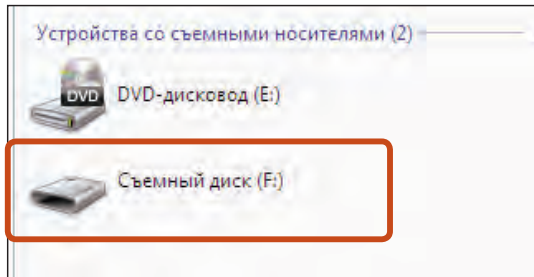 Устройства со съемными носителями (2)
DVD
DVD-дисковод (E:)
Съемный диск (F:)